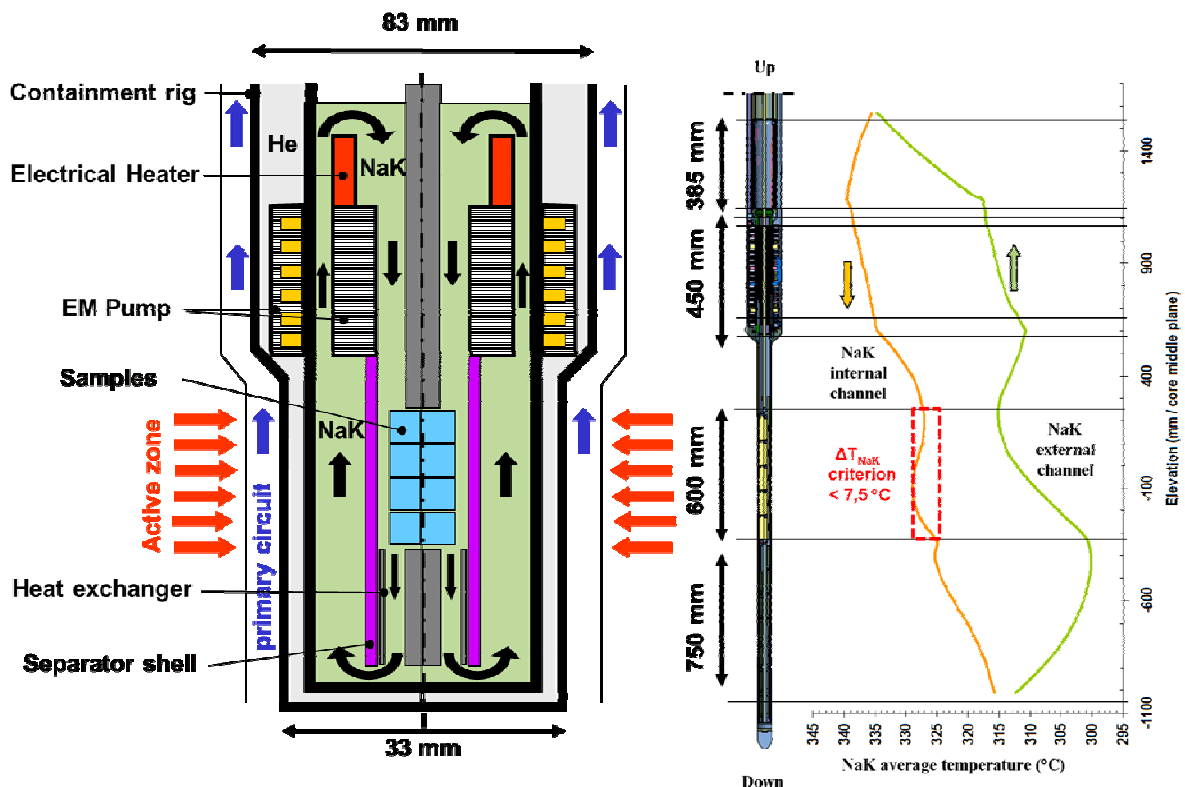 83 mm
Containment rig
He
Electrical Heater
NaK
EM Pump
Samples
NaK
Active zone
primary circuit
Heat exchanger
Separator shell
33 mm
Up
385 mm
450 mm
600 mm
750 mm
NaK
internal
channel
ΔTNaK
criterion
< 7,5 °C
NaK
external
channel
1400
900
400
-100
-600
-1100
Elevation (mm / core middle plane)
345 340 335 330 325 320 315 310 305 300 295
NaK average temperature (°C)
Down